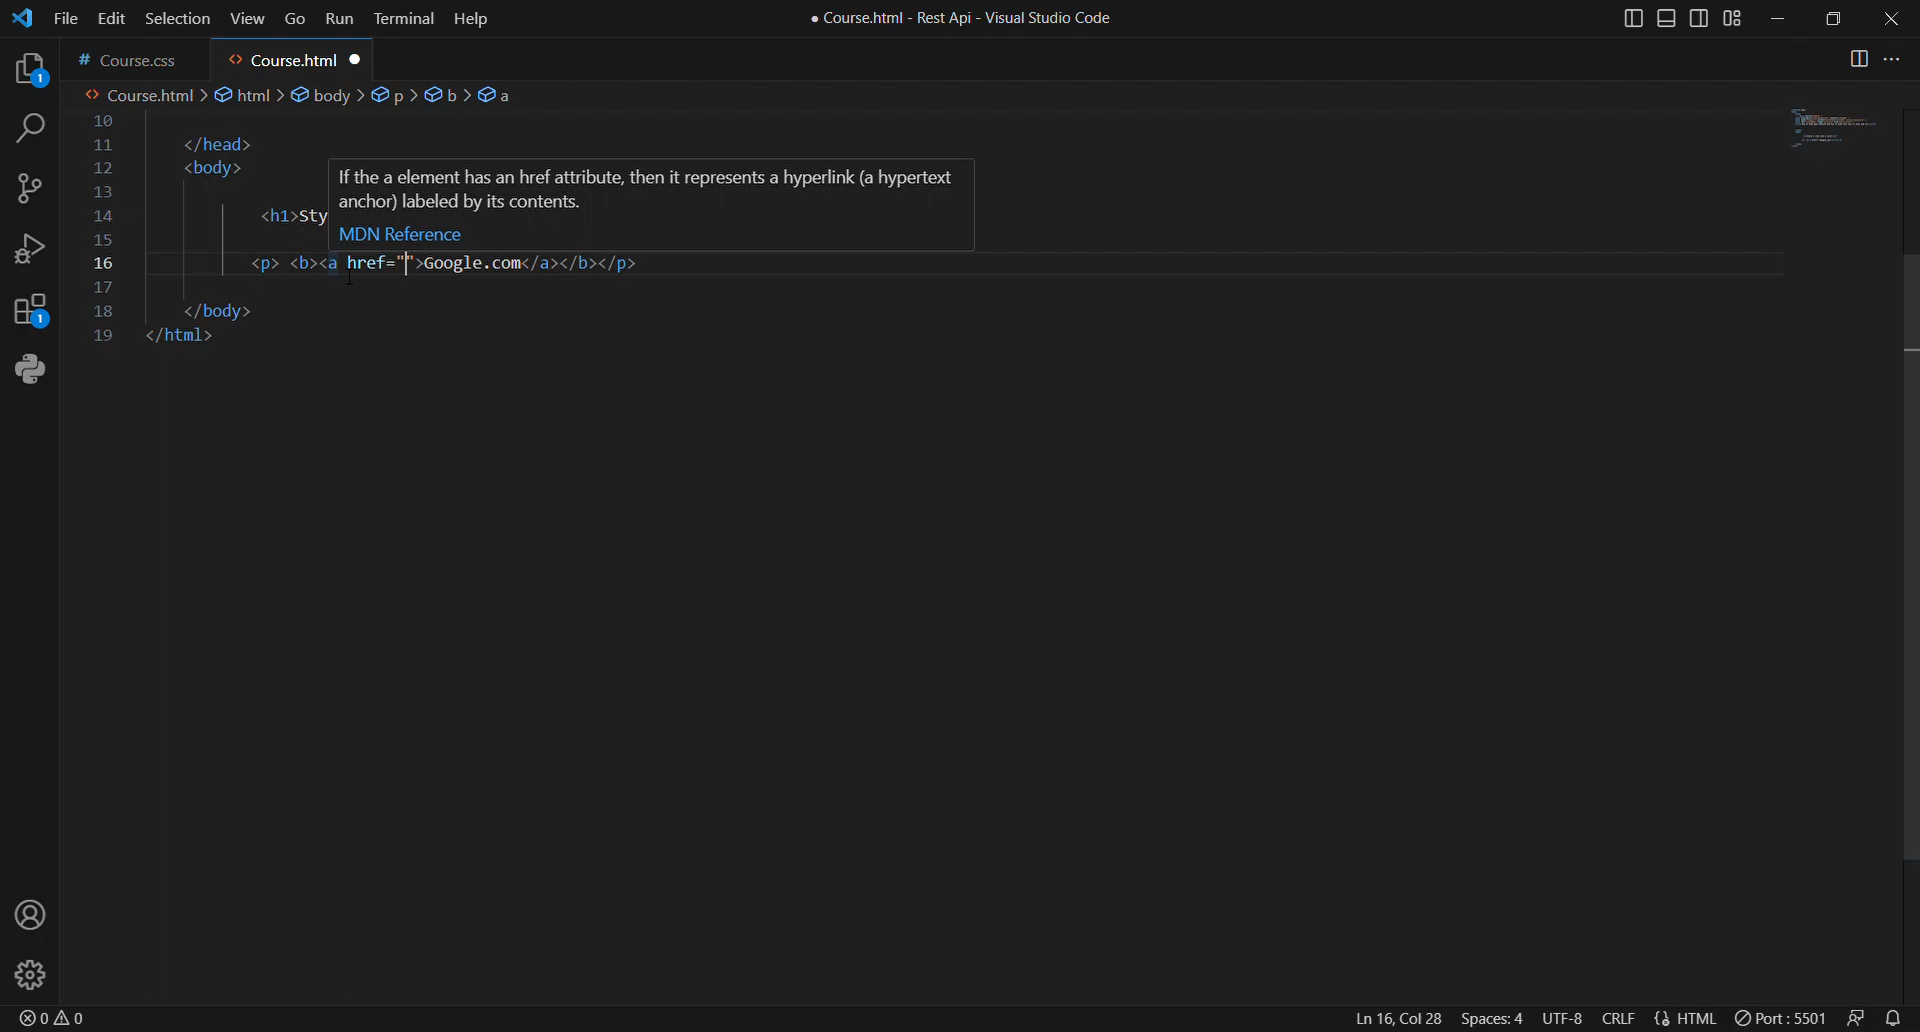 File Edit Selection View Go Run Terminal Help
● Course.html - Rest Api - Visual Studio Code
# Course.css
<> Course.html ●
<> Course.html > html > body > p > b > a
10
11 </head>
12 <body>
13
If the a element has an href attribute, then it represents a hyperlink (a hypertext
anchor) labeled by its contents.
MDN Reference
14 <h1>Sty
15
16 <p> <b><a href="">Google.com</a></b></p>
17
18 </body>
19 </html>
1
1
0 0
Ln 16, Col 28 Spaces: 4 UTF-8 CRLF HTML Port : 5501